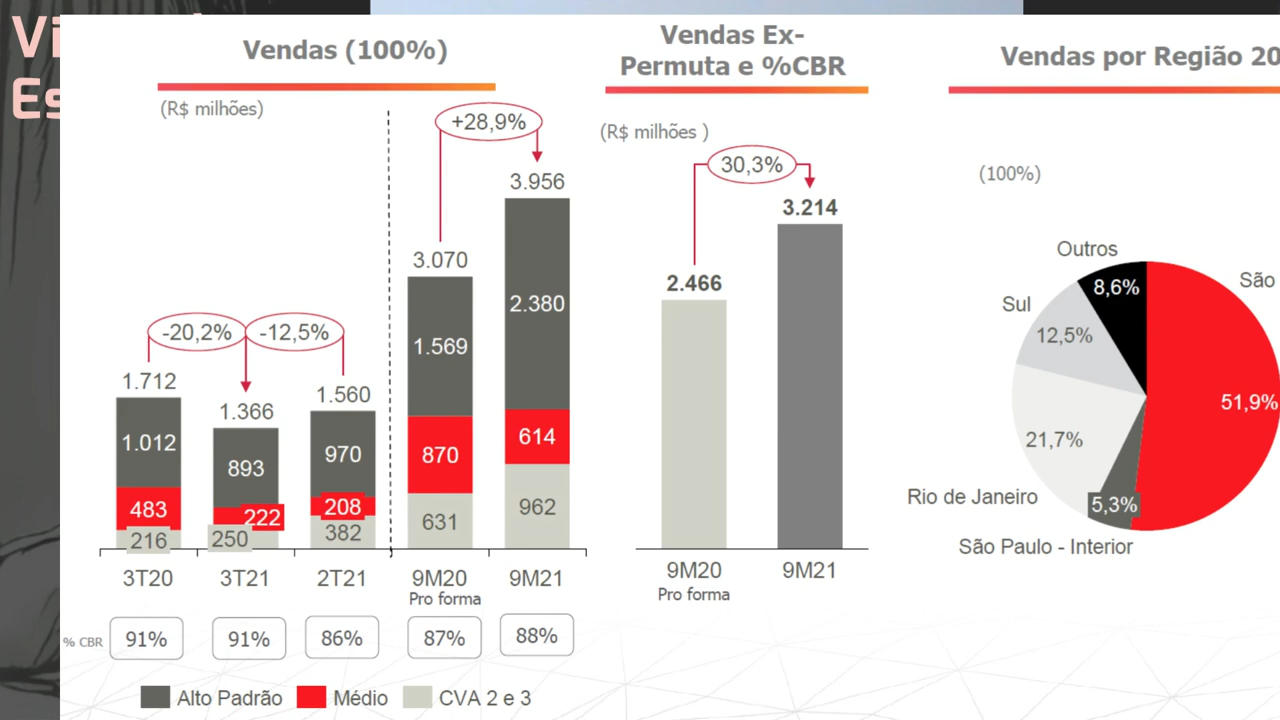 Vendas (100%)
(R$ milhões)
+28,9%
3.956
3.070
2.380
1.569
-20,2%
-12,5%
1.712
1.366
1.560
1.012
893
970
870
614
483
222
208
631
962
216
250
382
3T20
3T21
2T21
9M20
Pro forma
9M21
% CBR
91%
91%
86%
87%
88%
Alto Padrão
Médio
CVA 2 e 3
Vendas Ex-
Permuta e %CBR
(R$ milhões )
30,3%
3.214
2.466
9M20
Pro forma
9M21
Vendas por Região 20
(100%)
Outros
8,6%
São
Sul
12,5%
51,9%
21,7%
Rio de Janeiro
5,3%
São Paulo - Interior